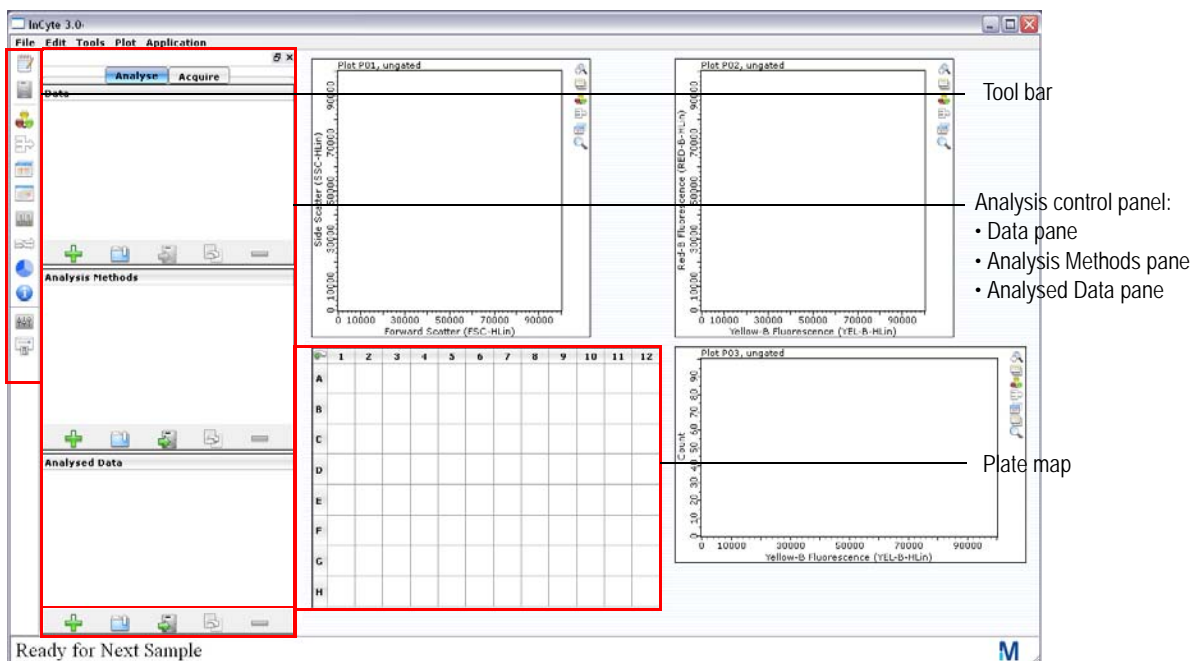 InCyte 3.0
File Edit Tools Plot Application
Analyse Acquire
Data
Analysis Methods
Analysed Data
Plot P01, ungated
Side Scatter (SSC-HLin)
0 10000 30000 50000 70000 90000
0 10000 30000 50000 70000 90000
Forward Scatter (FSC-HLin)
Plot P02, ungated
Red-B Fluorescence (RED-B-HLin)
0 10000 30000 50000 70000 90000
0 10000 30000 50000 70000 90000
Yellow-B Fluorescence (YEL-B-HLin)
Tool bar
Analysis control panel:
• Data pane
• Analysis Methods pane
• Analysed Data pane
1 2 3 4 5 6 7 8 9 10 11 12
A
B
C
D
E
F
G
H
Plot P03, ungated
Count
0 10 20 30 40 50 60 70 80 90
0 10000 30000 50000 70000 90000
Yellow-B Fluorescence (YEL-B-HLin)
Plate map
Ready for Next Sample
M